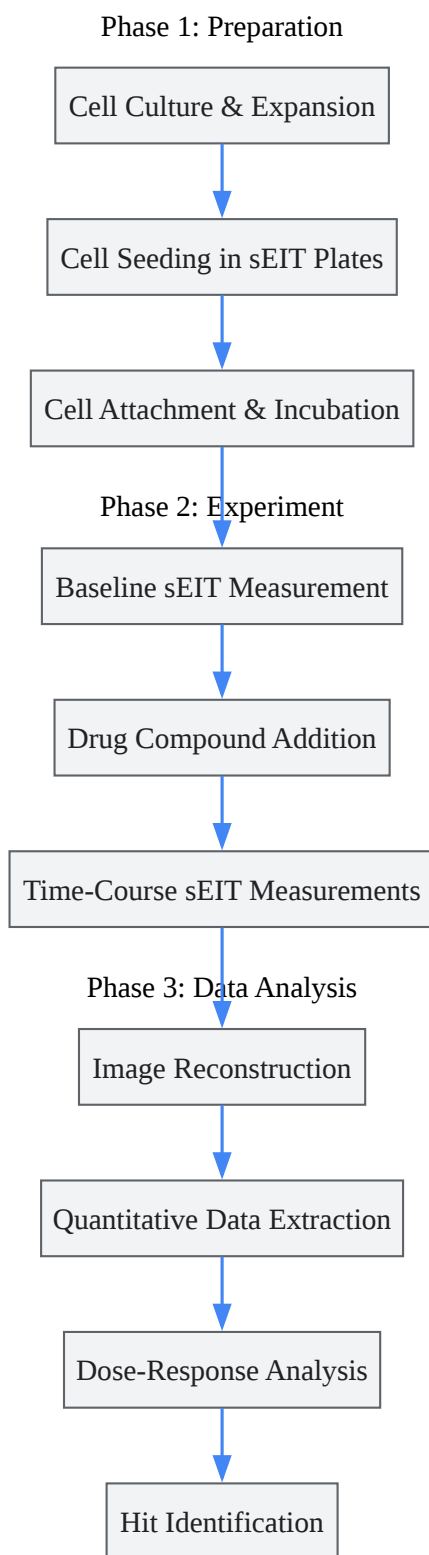 Phase 1: Preparation
Cell Culture & Expansion
Cell Seeding in sEIT Plates
Cell Attachment & Incubation
Phase 2: Experiment
Baseline sEIT Measurement
Drug Compound Addition
Time-Course sEIT Measurements
Phase 3: Data Analysis
Image Reconstruction
Quantitative Data Extraction
Dose-Response Analysis
Hit Identification